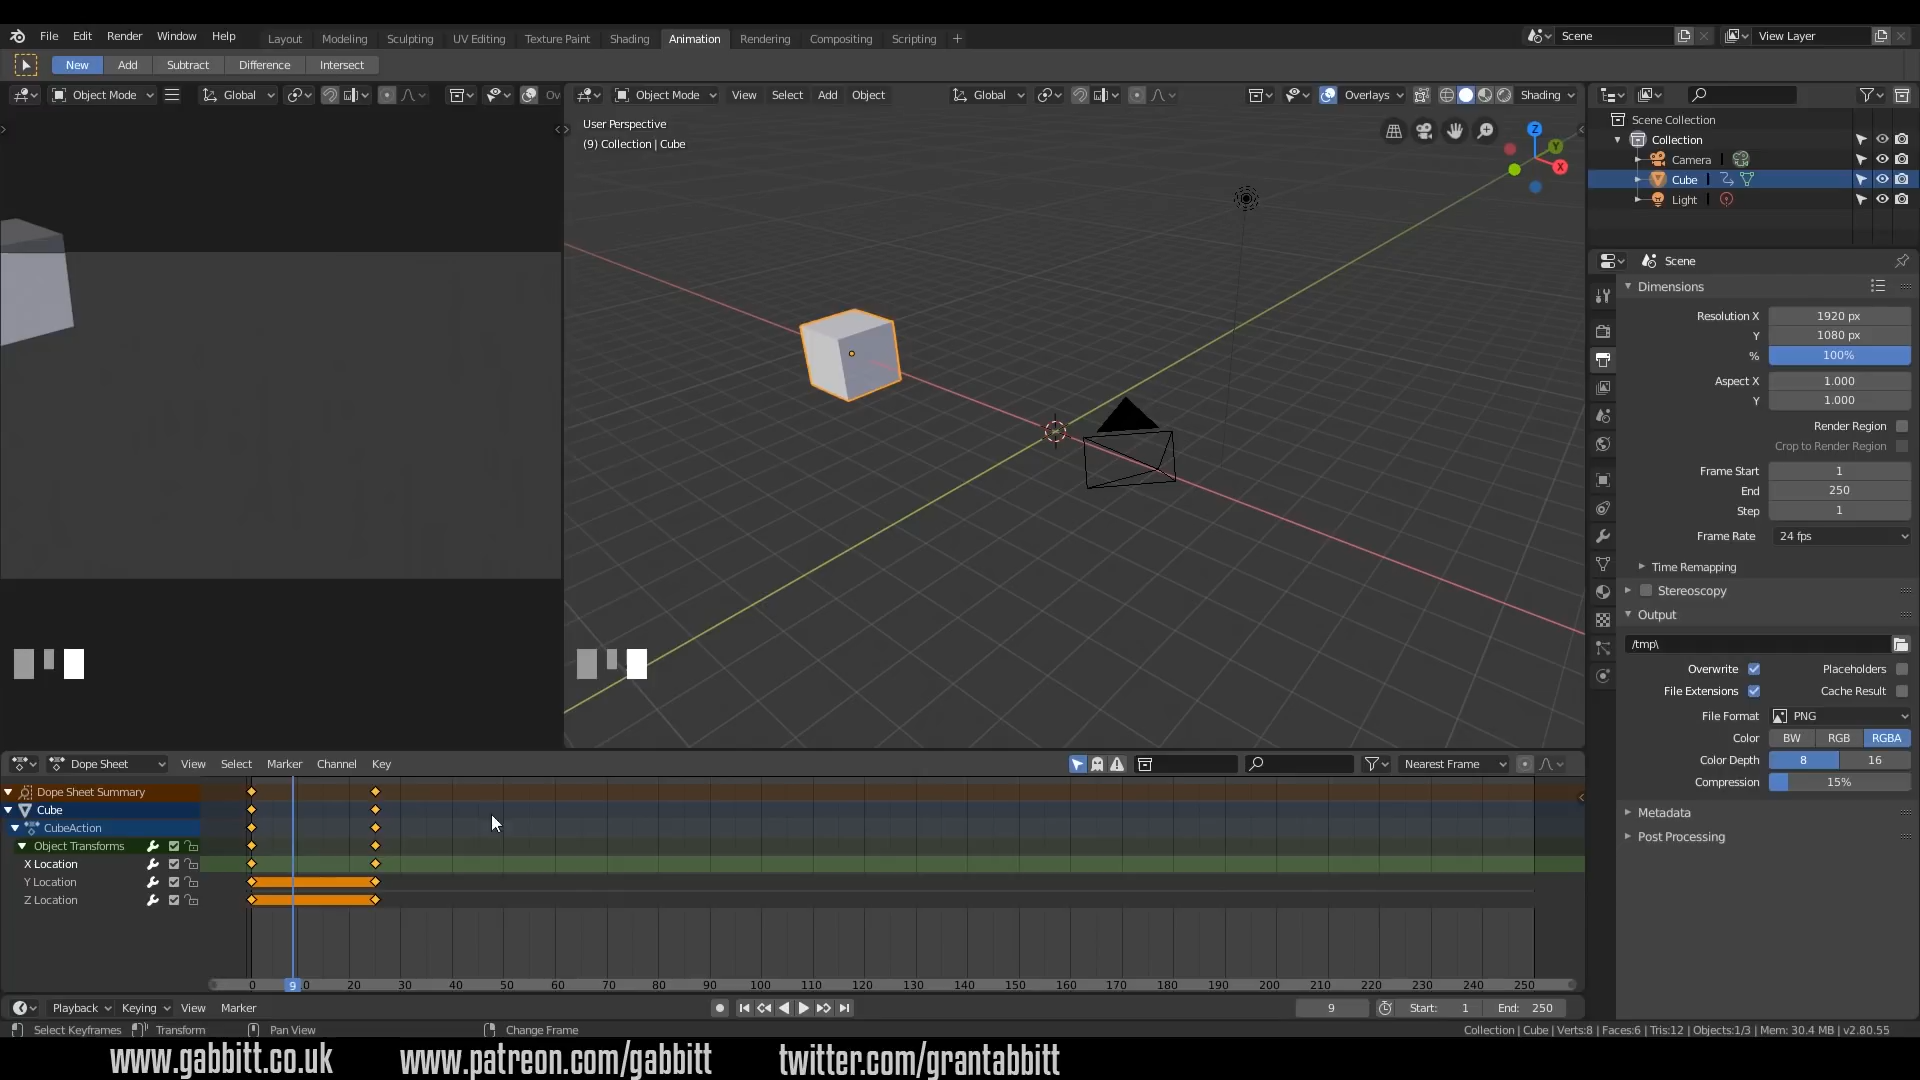 File Edit Render Window Help Layout Modeling Sculpting UV Editing Texture Paint Shading Animation Rendering Compositing Scripting + Scene View Layer
New Add Subtract Difference Intersect
Object Mode Global Ov Object Mode View Select Add Object Global Overlays Shading
User Perspective
(9) Collection | Cube
Z
Y
X
Scene Collection
Collection
Camera
Cube
Light
Scene
Dimensions
Resolution X 1920 px
Y 1080 px
% 100%
Aspect X 1.000
Y 1.000
Render Region
Crop to Render Region
Frame Start 1
End 250
Step 1
Frame Rate 24 fps
Time Remapping
Stereoscopy
Output
/tmp\
Overwrite Placeholders
File Extensions Cache Result
File Format PNG
Color BW RGB RGBA
Color Depth 8 16
Compression 15%
Metadata
Post Processing
Dope Sheet View Select Marker Channel Key Nearest Frame
Dope Sheet Summary
Cube
CubeAction
Object Transforms
X Location
Y Location
Z Location
0 9 0 20 30 40 50 60 70 80 90 100 110 120 130 140 150 160 170 180 190 200 210 220 230 240 250
Playback Keying View Marker 9 Start: 1 End: 250
Select Keyframes Transform Pan View Change Frame Collection | Cube | Verts:8 | Faces:6 | Tris:12 | Objects:1/3 | Mem: 30.4 MB | v2.80.55
www.gabbitt.co.uk www.patreon.com/gabbitt twitter.com/grantabbitt